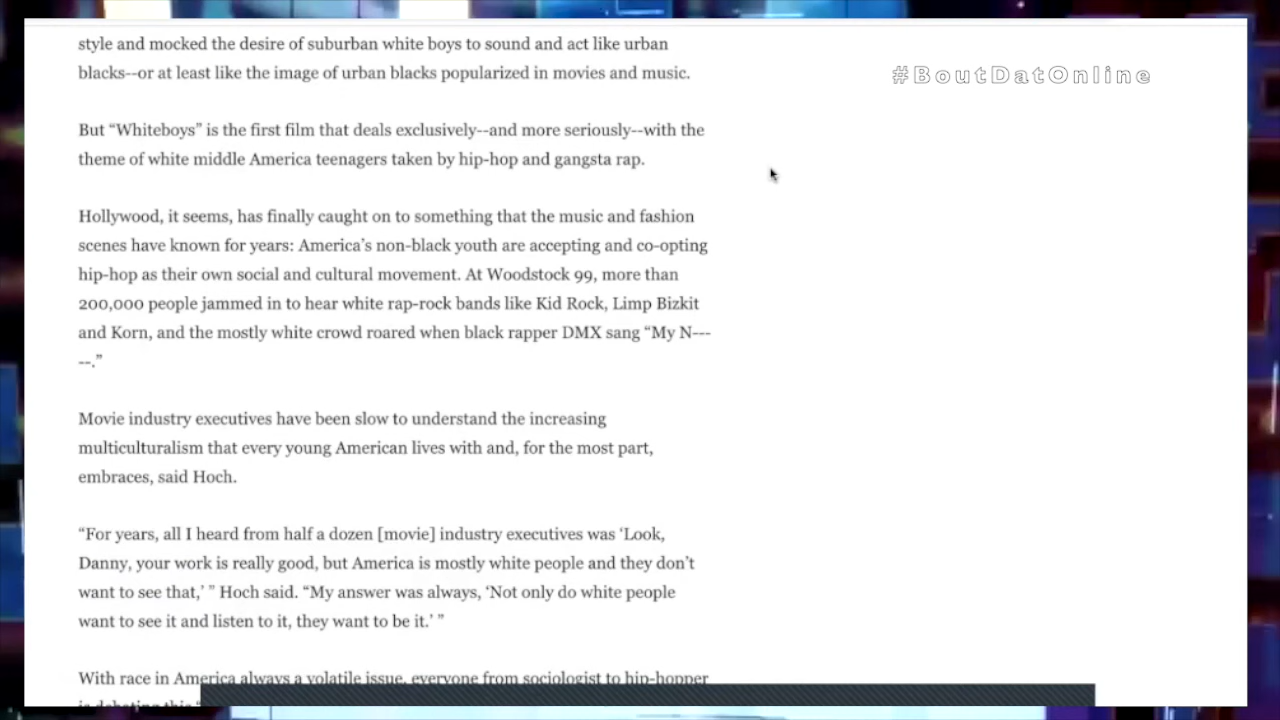 style and mocked the desire of suburban white boys to sound and act like urban
#BoutDatOnline
blacks--or at least like the image of urban blacks popularized in movies and music.
But “Whiteboys” is the first film that deals exclusively--and more seriously--with the
theme of white middle America teenagers taken by hip-hop and gangsta rap.
Hollywood, it seems, has finally caught on to something that the music and fashion
scenes have known for years: America’s non-black youth are accepting and co-opting
hip-hop as their own social and cultural movement. At Woodstock 99, more than
200,000 people jammed in to hear white rap-rock bands like Kid Rock, Limp Bizkit
and Korn, and the mostly white crowd roared when black rapper DMX sang “My N---
--.”
Movie industry executives have been slow to understand the increasing
multiculturalism that every young American lives with and, for the most part,
embraces, said Hoch.
“For years, all I heard from half a dozen [movie] industry executives was ‘Look,
Danny, your work is really good, but America is mostly white people and they don’t
want to see that,’ ” Hoch said. “My answer was always, ‘Not only do white people
want to see it and listen to it, they want to be it.’ ”
With race in America always a volatile issue, everyone from sociologist to hip-hopper
is debating this